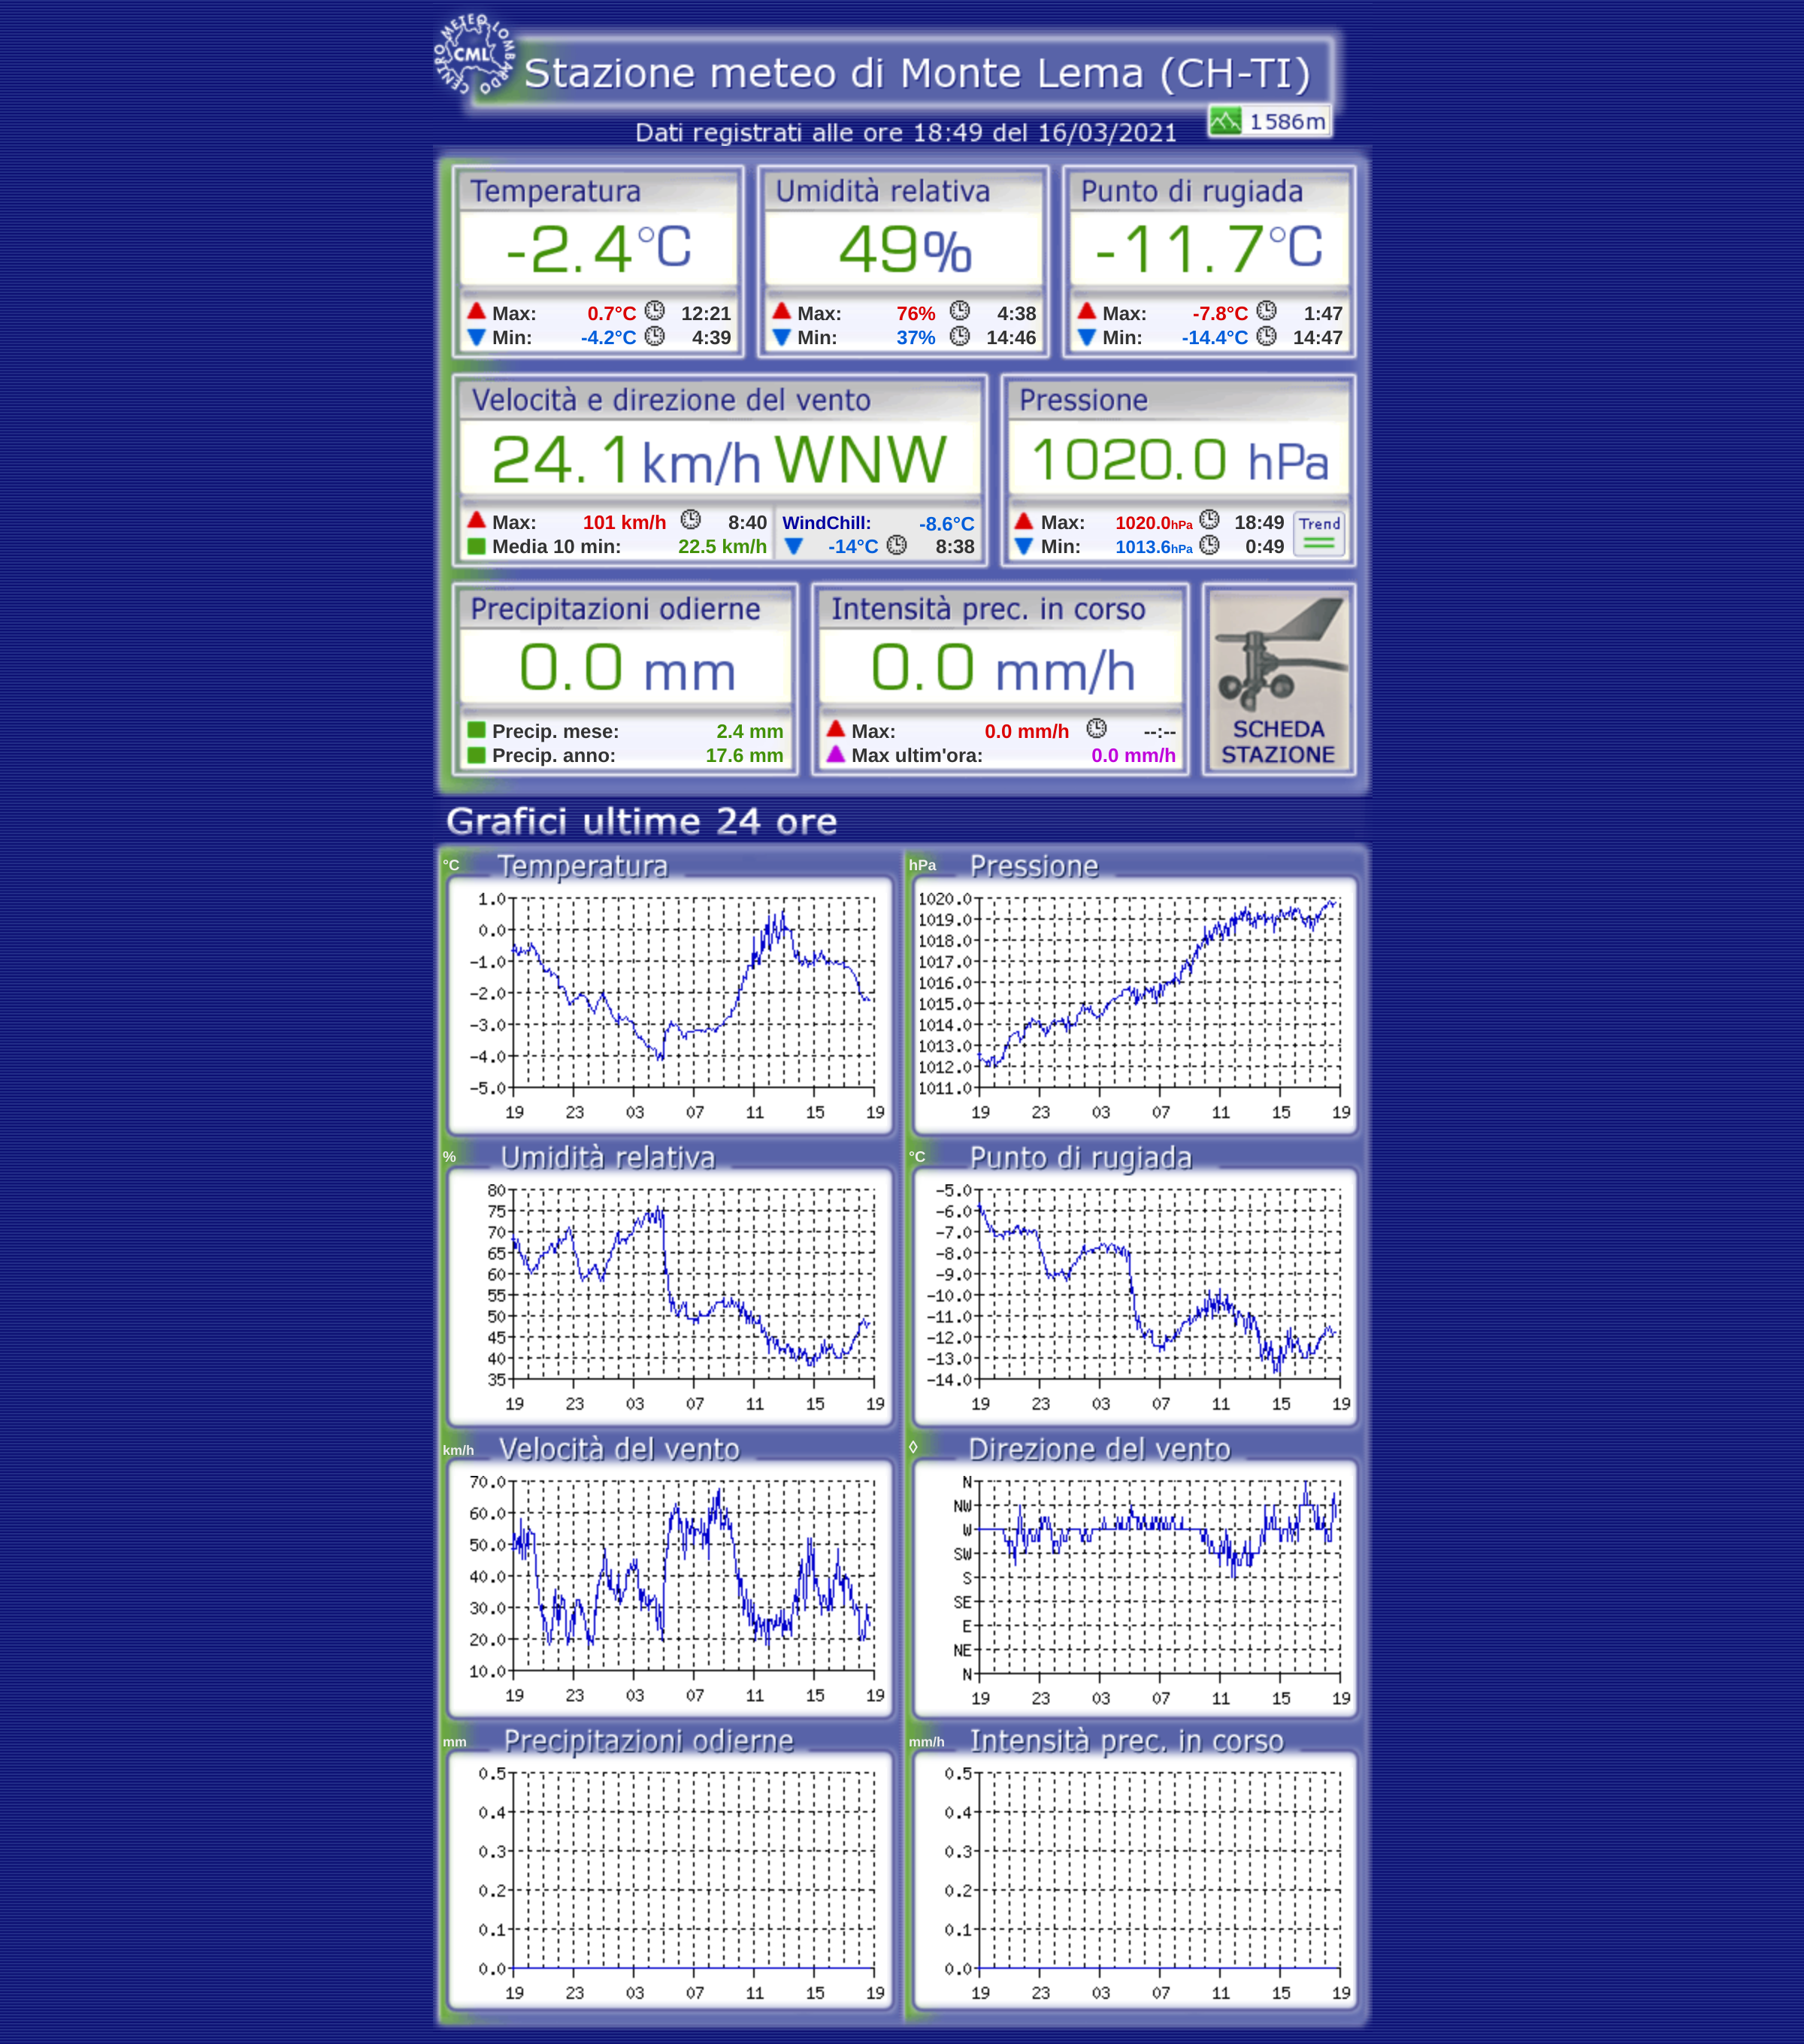 CENTRO METEO LOMBARDO
CML
Stazione meteo di Monte Lema (CH-TI)
1586m
Dati registrati alle ore 18:49 del 16/03/2021
Temperatura Umidità relativa Punto di rugiada
-2.4°C 49% -11.7°C
Max: 0.7°C 12:21 Max: 76% 4:38 Max: -7.8°C 1:47
Min: -4.2°C 4:39 Min: 37% 14:46 Min: -14.4°C 14:47
Velocità e direzione del vento Pressione
24.1 km/h WNW 1020.0 hPa
Max: 101 km/h 8:40 WindChill: -8.6°C Max: 1020.0hPa 18:49 Trend
Media 10 min: 22.5 km/h -14°C 8:38 Min: 1013.6hPa 0:49
Precipitazioni odierne Intensità prec. in corso
0.0 mm 0.0 mm/h
Precip. mese: 2.4 mm Max: 0.0 mm/h --:-- SCHEDA
Precip. anno: 17.6 mm Max ultim'ora: 0.0 mm/h STAZIONE
Grafici ultime 24 ore
°C Temperatura
1.0
0.0
-1.0
-2.0
-3.0
-4.0
-5.0
19 23 03 07 11 15 19
hPa Pressione
1020.0
1019.0
1018.0
1017.0
1016.0
1015.0
1014.0
1013.0
1012.0
1011.0
19 23 03 07 11 15 19
% Umidità relativa
80
75
70
65
60
55
50
45
40
35
19 23 03 07 11 15 19
°C Punto di rugiada
-5.0
-6.0
-7.0
-8.0
-9.0
-10.0
-11.0
-12.0
-13.0
-14.0
19 23 03 07 11 15 19
km/h Velocità del vento
70.0
60.0
50.0
40.0
30.0
20.0
10.0
19 23 03 07 11 15 19
◊ Direzione del vento
N
NW
W
SW
S
SE
E
NE
N
19 23 03 07 11 15 19
mm Precipitazioni odierne
0.5
0.4
0.3
0.2
0.1
0.0
19 23 03 07 11 15 19
mm/h Intensità prec. in corso
0.5
0.4
0.3
0.2
0.1
0.0
19 23 03 07 11 15 19